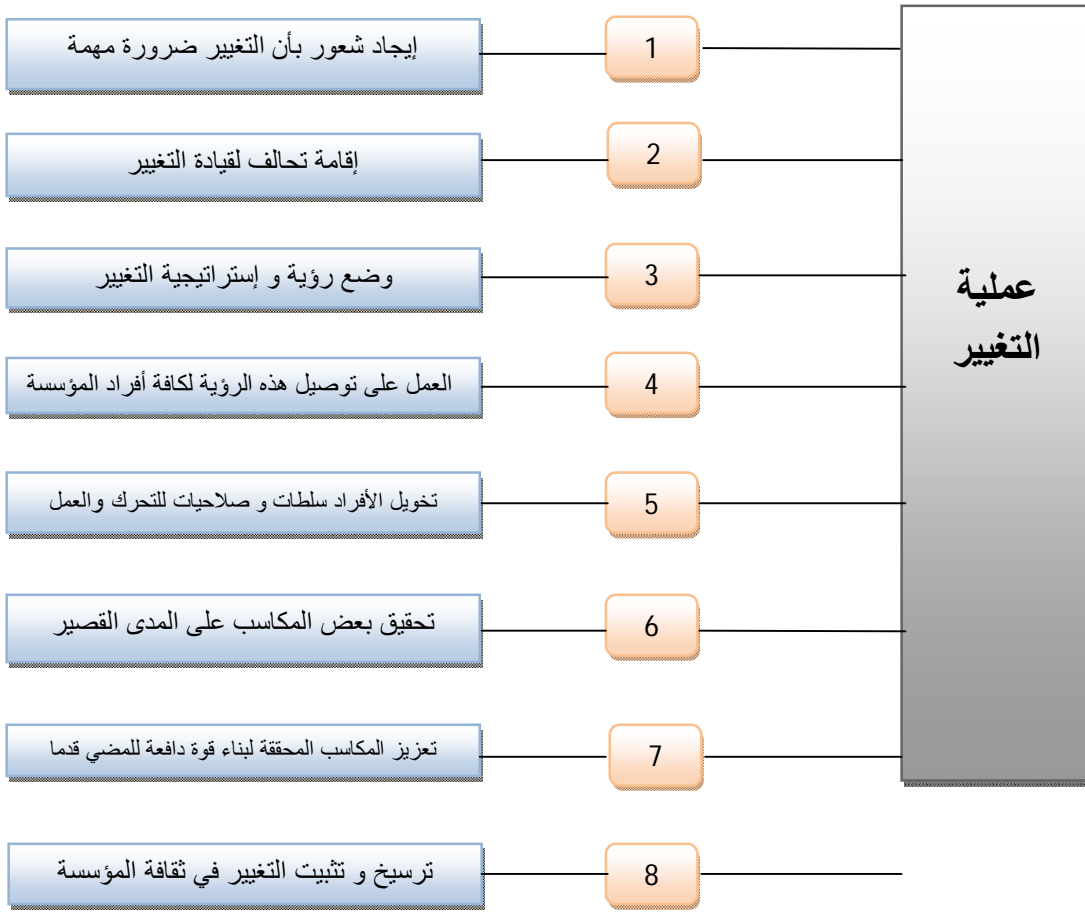 عملية
التغيير
1
إيجاد شعور بأن التغيير ضرورة مهمة
2
إقامة تحالف لقيادة التغيير
3
وضع رؤية و إستراتيجية التغيير
4
العمل على توصيل هذه الرؤية لكافة أفراد المؤسسة
5
تخويل الأفراد سلطات و صلاحيات للتحرك والعمل
6
تحقيق بعض المكاسب على المدى القصير
7
تعزيز المكاسب المحققة لبناء قوة دافعة للمضي قدما
8
ترسيخ و تثبيت التغيير في ثقافة المؤسسة